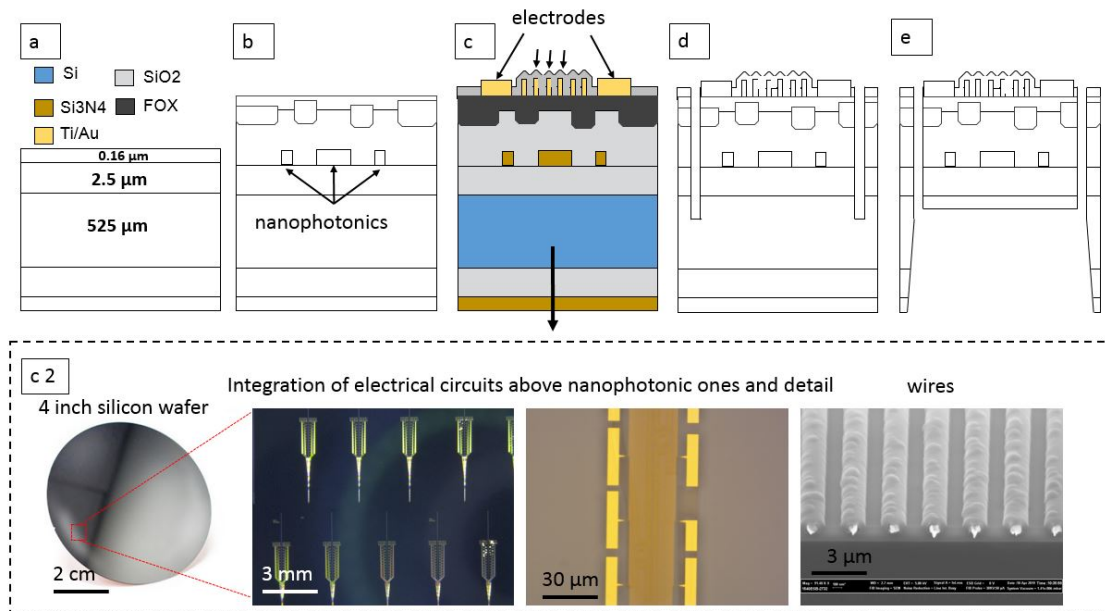 a
Si
SiO2
Si3N4
FOX
Ti/Au
0.16 µm
2.5 µm
525 µm
b
nanophotonics
c
electrodes
d
e
c 2
Integration of electrical circuits above nanophotonic ones and detail
wires
4 inch silicon wafer
2 cm
3 mm
30 µm
3 µm